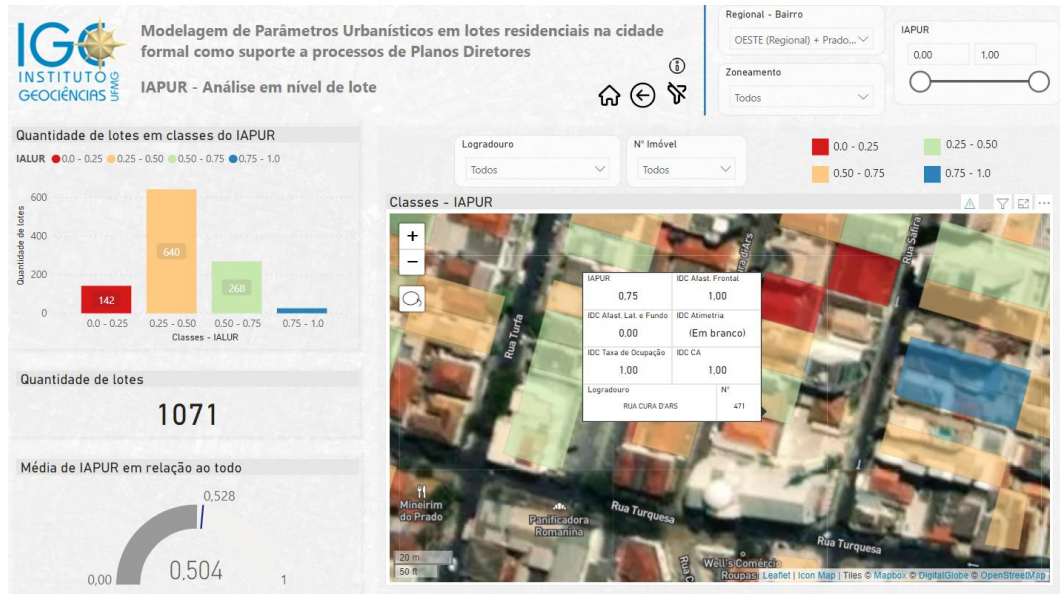 IGC
INSTITUTO
GEOCIÊNCIAS
UFMG
Modelagem de Parâmetros Urbanísticos em lotes residenciais na cidade
formal como suporte a processos de Planos Diretores
IAPUR - Análise em nível de lote
Regional - Bairro
OESTE (Regional) + Prado...
Zoneamento
Todos
IAPUR
0,00
1,00
Quantidade de lotes em classes do IAPUR
IALUR 0.0 - 0.25 0.25 - 0.50 0.50 - 0.75 0.75 - 1.0
Quantidade de lotes
600
400
200
0
142
640
268
0.0 - 0.25
0.25 - 0.50
0.50 - 0.75
0.75 - 1.0
Classes - IALUR
Quantidade de lotes
1071
Média de IAPUR em relação ao todo
0,528
0,00
0,504
1
Logradouro
Todos
N° Imóvel
Todos
0.0 - 0.25
0.25 - 0.50
0.50 - 0.75
0.75 - 1.0
Classes - IAPUR
+
−
IAPUR
0,75
IDC Afast. Frontal
1,00
IDC Afast. Lat. e Fundo
0,00
IDC Atimetria
(Em branco)
IDC Taxa de Ocupação
1,00
IDC CA
1,00
Logradouro
RUA CURA D'ARS
N°
471
Rua Turfa
Rua Safira
Mineirim
do Prado
Panificadora
Romanina
Rua Turquesa
Rua Turquesa
Well's Comércio
Roupas
20 m
50 ft
Leaflet | Icon Map | Tiles © Mapbox © DigitalGlobe © OpenStreetMap